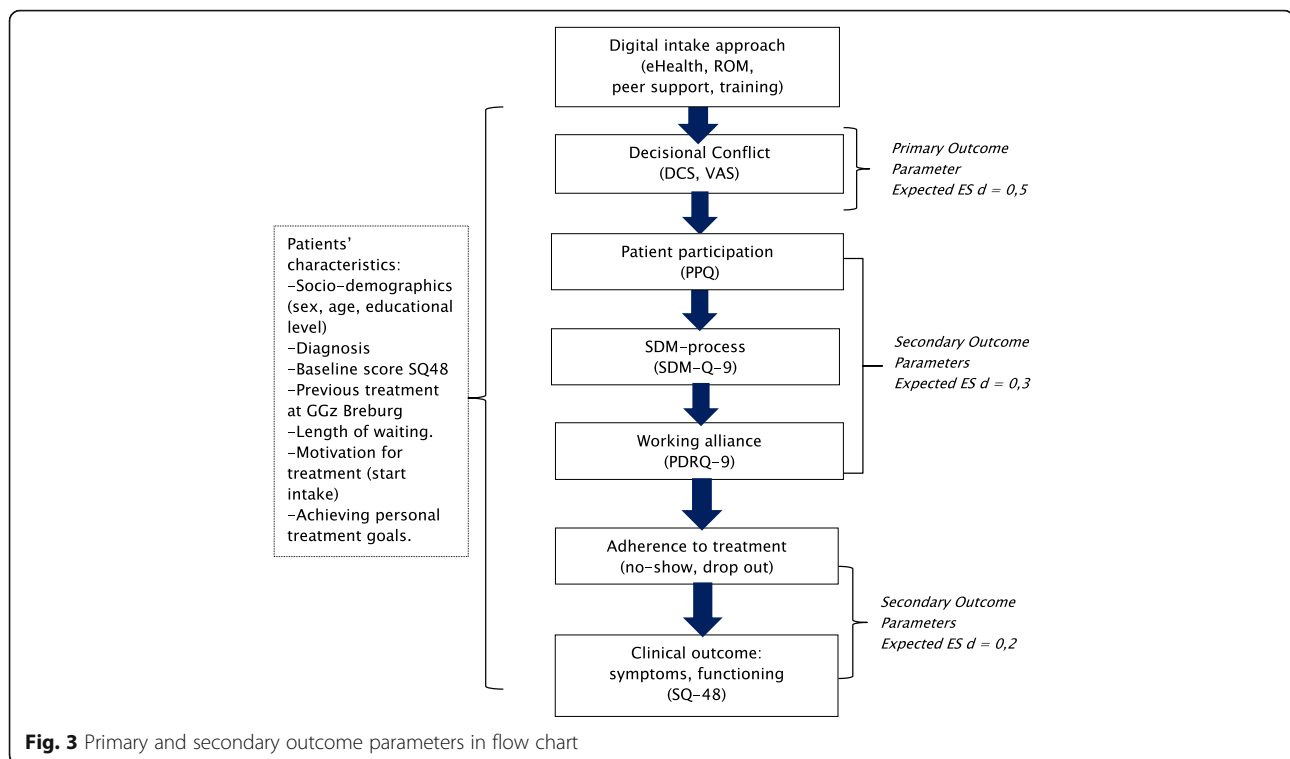 Digital intake approach
(eHealth, ROM,
peer support, training)
Decisional Conflict
(DCS, VAS)
Primary Outcome
Parameter
Expected ES d = 0,5
Patient participation
(PPQ)
SDM-process
(SDM-Q-9)
Working alliance
(PDRQ-9)
Secondary Outcome
Parameters
Expected ES d = 0,3
Patients'
characteristics:
-Socio-demographics
(sex, age, educational
level)
-Diagnosis
-Baseline score SQ48
-Previous treatment
at GGz Breburg
-Length of waiting.
-Motivation for
treatment (start
intake)
-Achieving personal
treatment goals.
Adherence to treatment
(no-show, drop out)
Clinical outcome:
symptoms, functioning
(SQ-48)
Secondary Outcome
Parameters
Expected ES d = 0,2
Fig. 3 Primary and secondary outcome parameters in flow chart